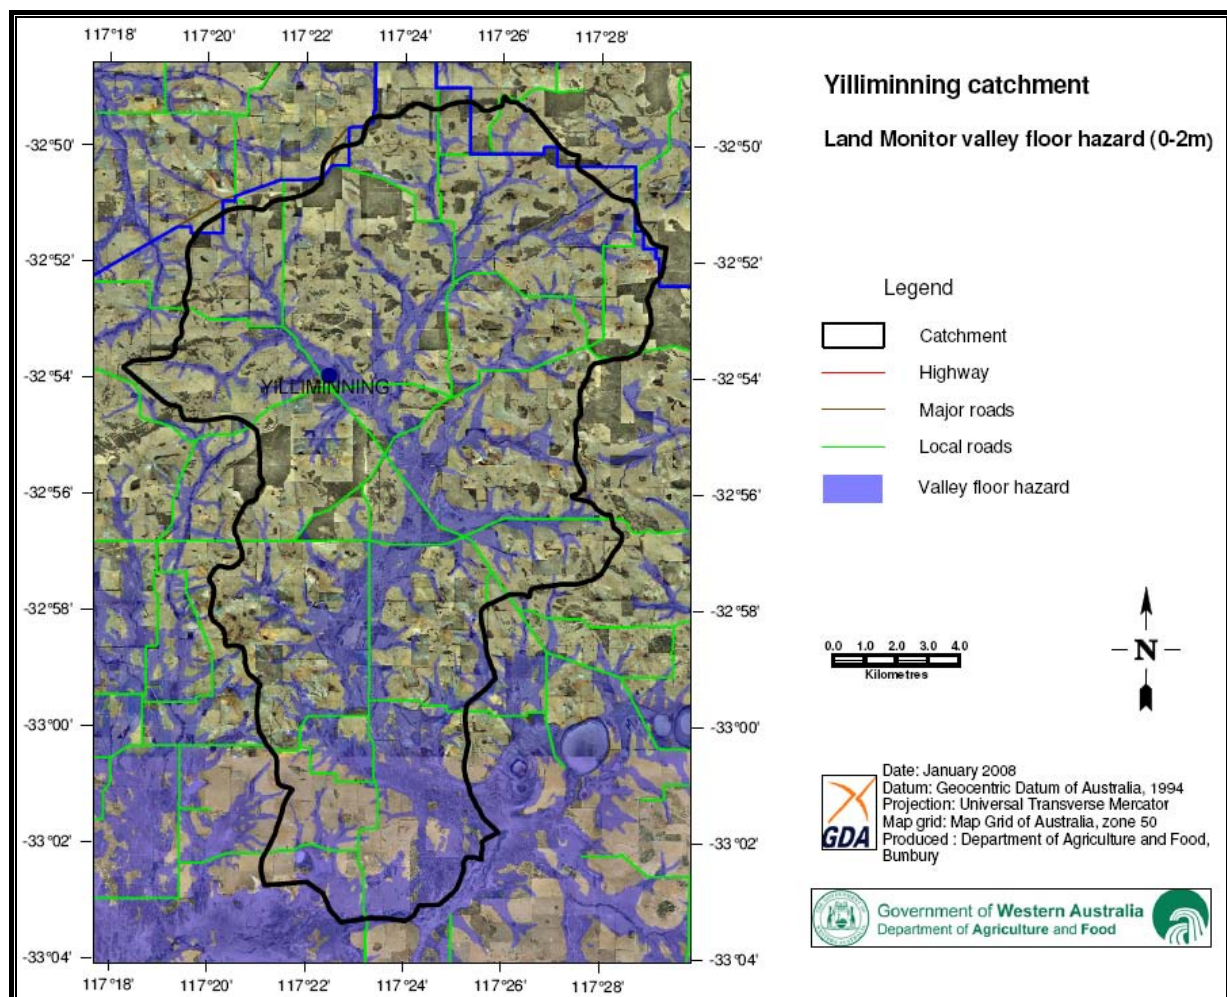 117°18' 117°20' 117°22' 117°24' 117°26' 117°28'
Yilliminning catchment
Land Monitor valley floor hazard (0-2m)
-32°50' -32°50'
-32°52' -32°52'
Legend
Catchment
Highway
Major roads
Local roads
Valley floor hazard
-32°54' -32°54'
YILLIMINNING
-32°56' -32°56'
-32°58' -32°58'
0.0 1.0 2.0 3.0 4.0
Kilometres
N
-33°00' -33°00'
Date: January 2008
Datum: Geocentric Datum of Australia, 1994
Projection: Universal Transverse Mercator
Map grid: Map Grid of Australia, zone 50
Produced : Department of Agriculture and Food,
Bunbury
GDA
-33°02' -33°02'
Government of Western Australia
Department of Agriculture and Food
-33°04' -33°04'
117°18' 117°20' 117°22' 117°24' 117°26' 117°28'